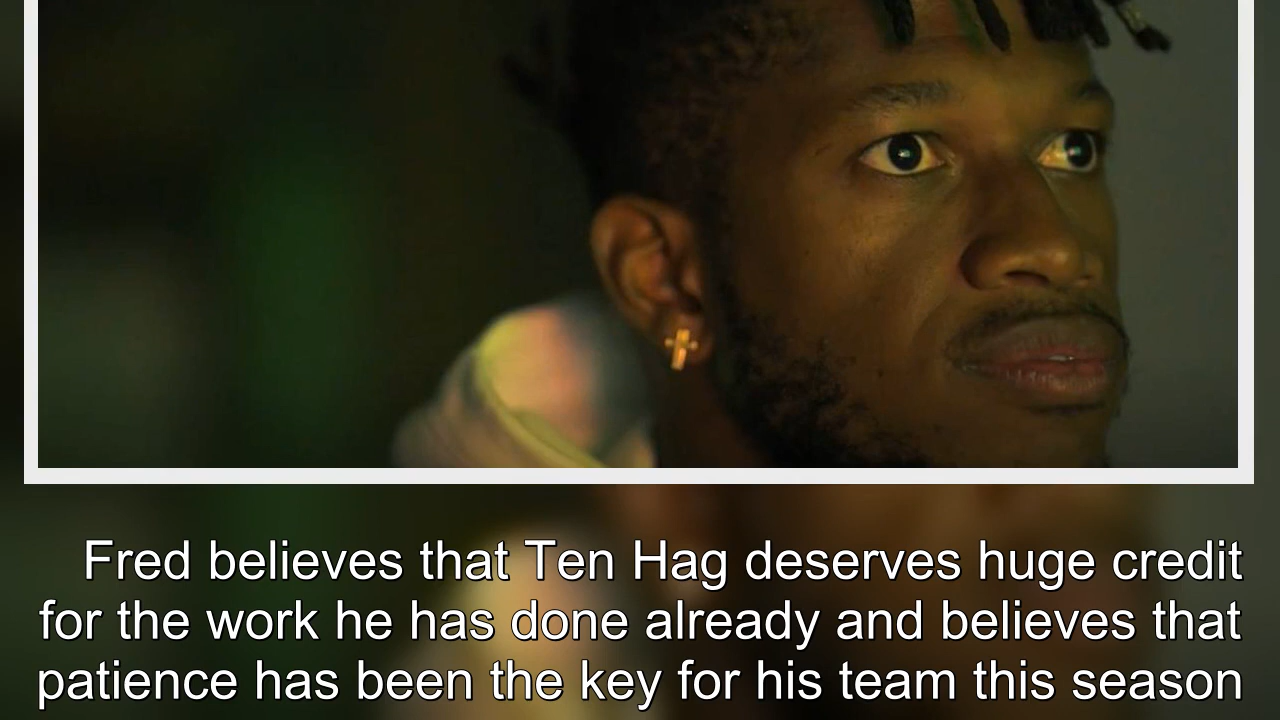 Fred believes that Ten Hag deserves huge credit
for the work he has done already and believes that
patience has been the key for his team this season